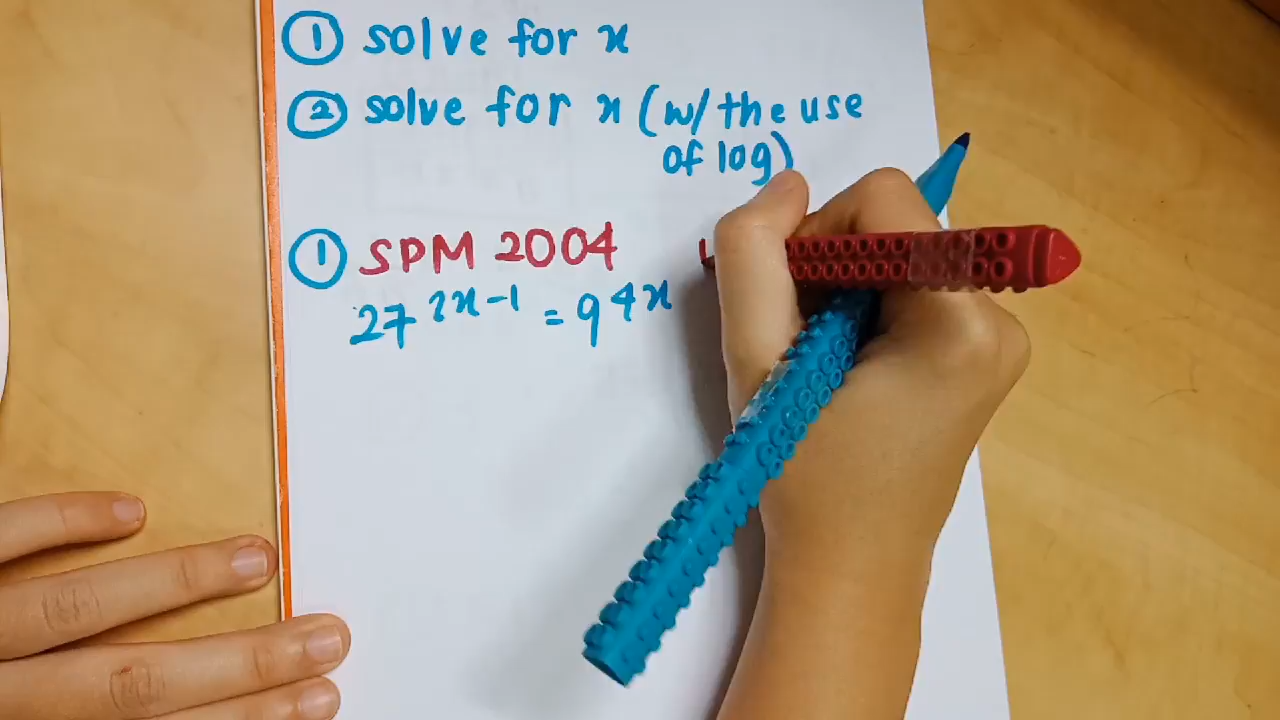 ① solve for x
② solve for x (w/ the use
of log)
① SPM 2004
27^{2x-1} = 9^{4x}